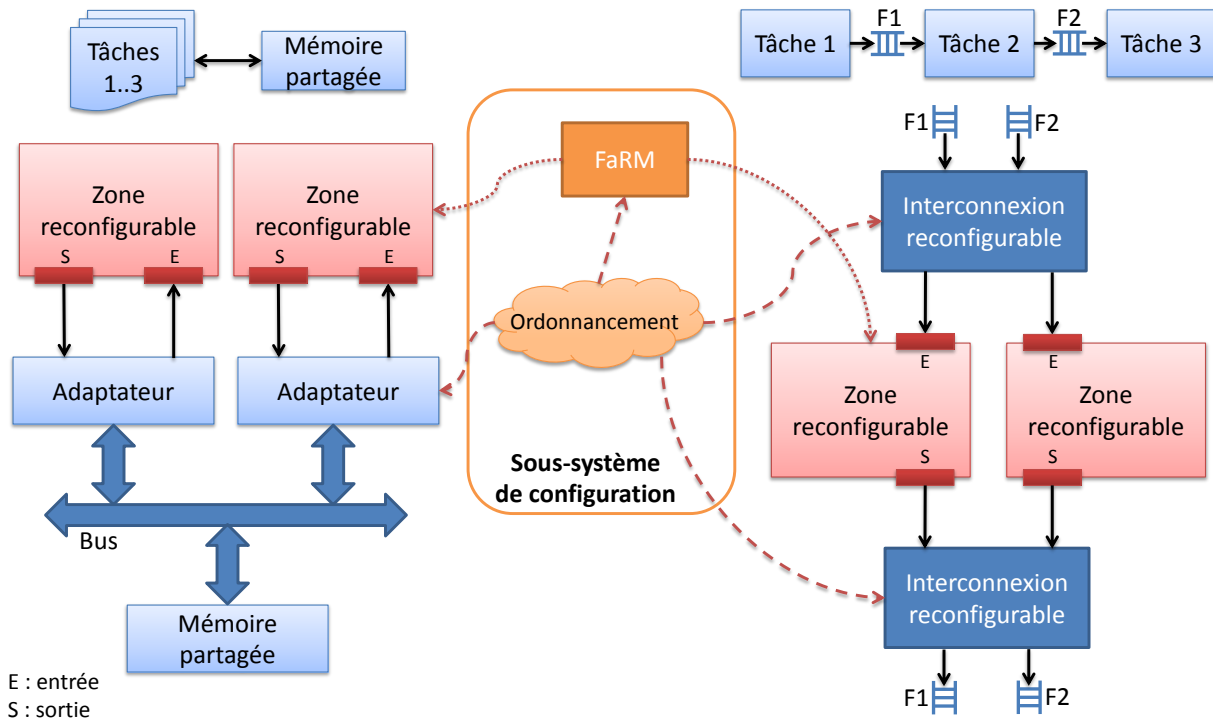 Tâches
1..3
Mémoire
partagée
Tâche 1
F1
Tâche 2
F2
Tâche 3
F1
F2
Zone
reconfigurable
S
E
Zone
reconfigurable
S
E
FaRM
Interconnexion
reconfigurable
Ordonnancement
Adaptateur
Adaptateur
E
Zone
reconfigurable
S
E
Zone
reconfigurable
S
Sous-système
de configuration
Bus
Mémoire
partagée
Interconnexion
reconfigurable
F1
F2
E : entrée
S : sortie